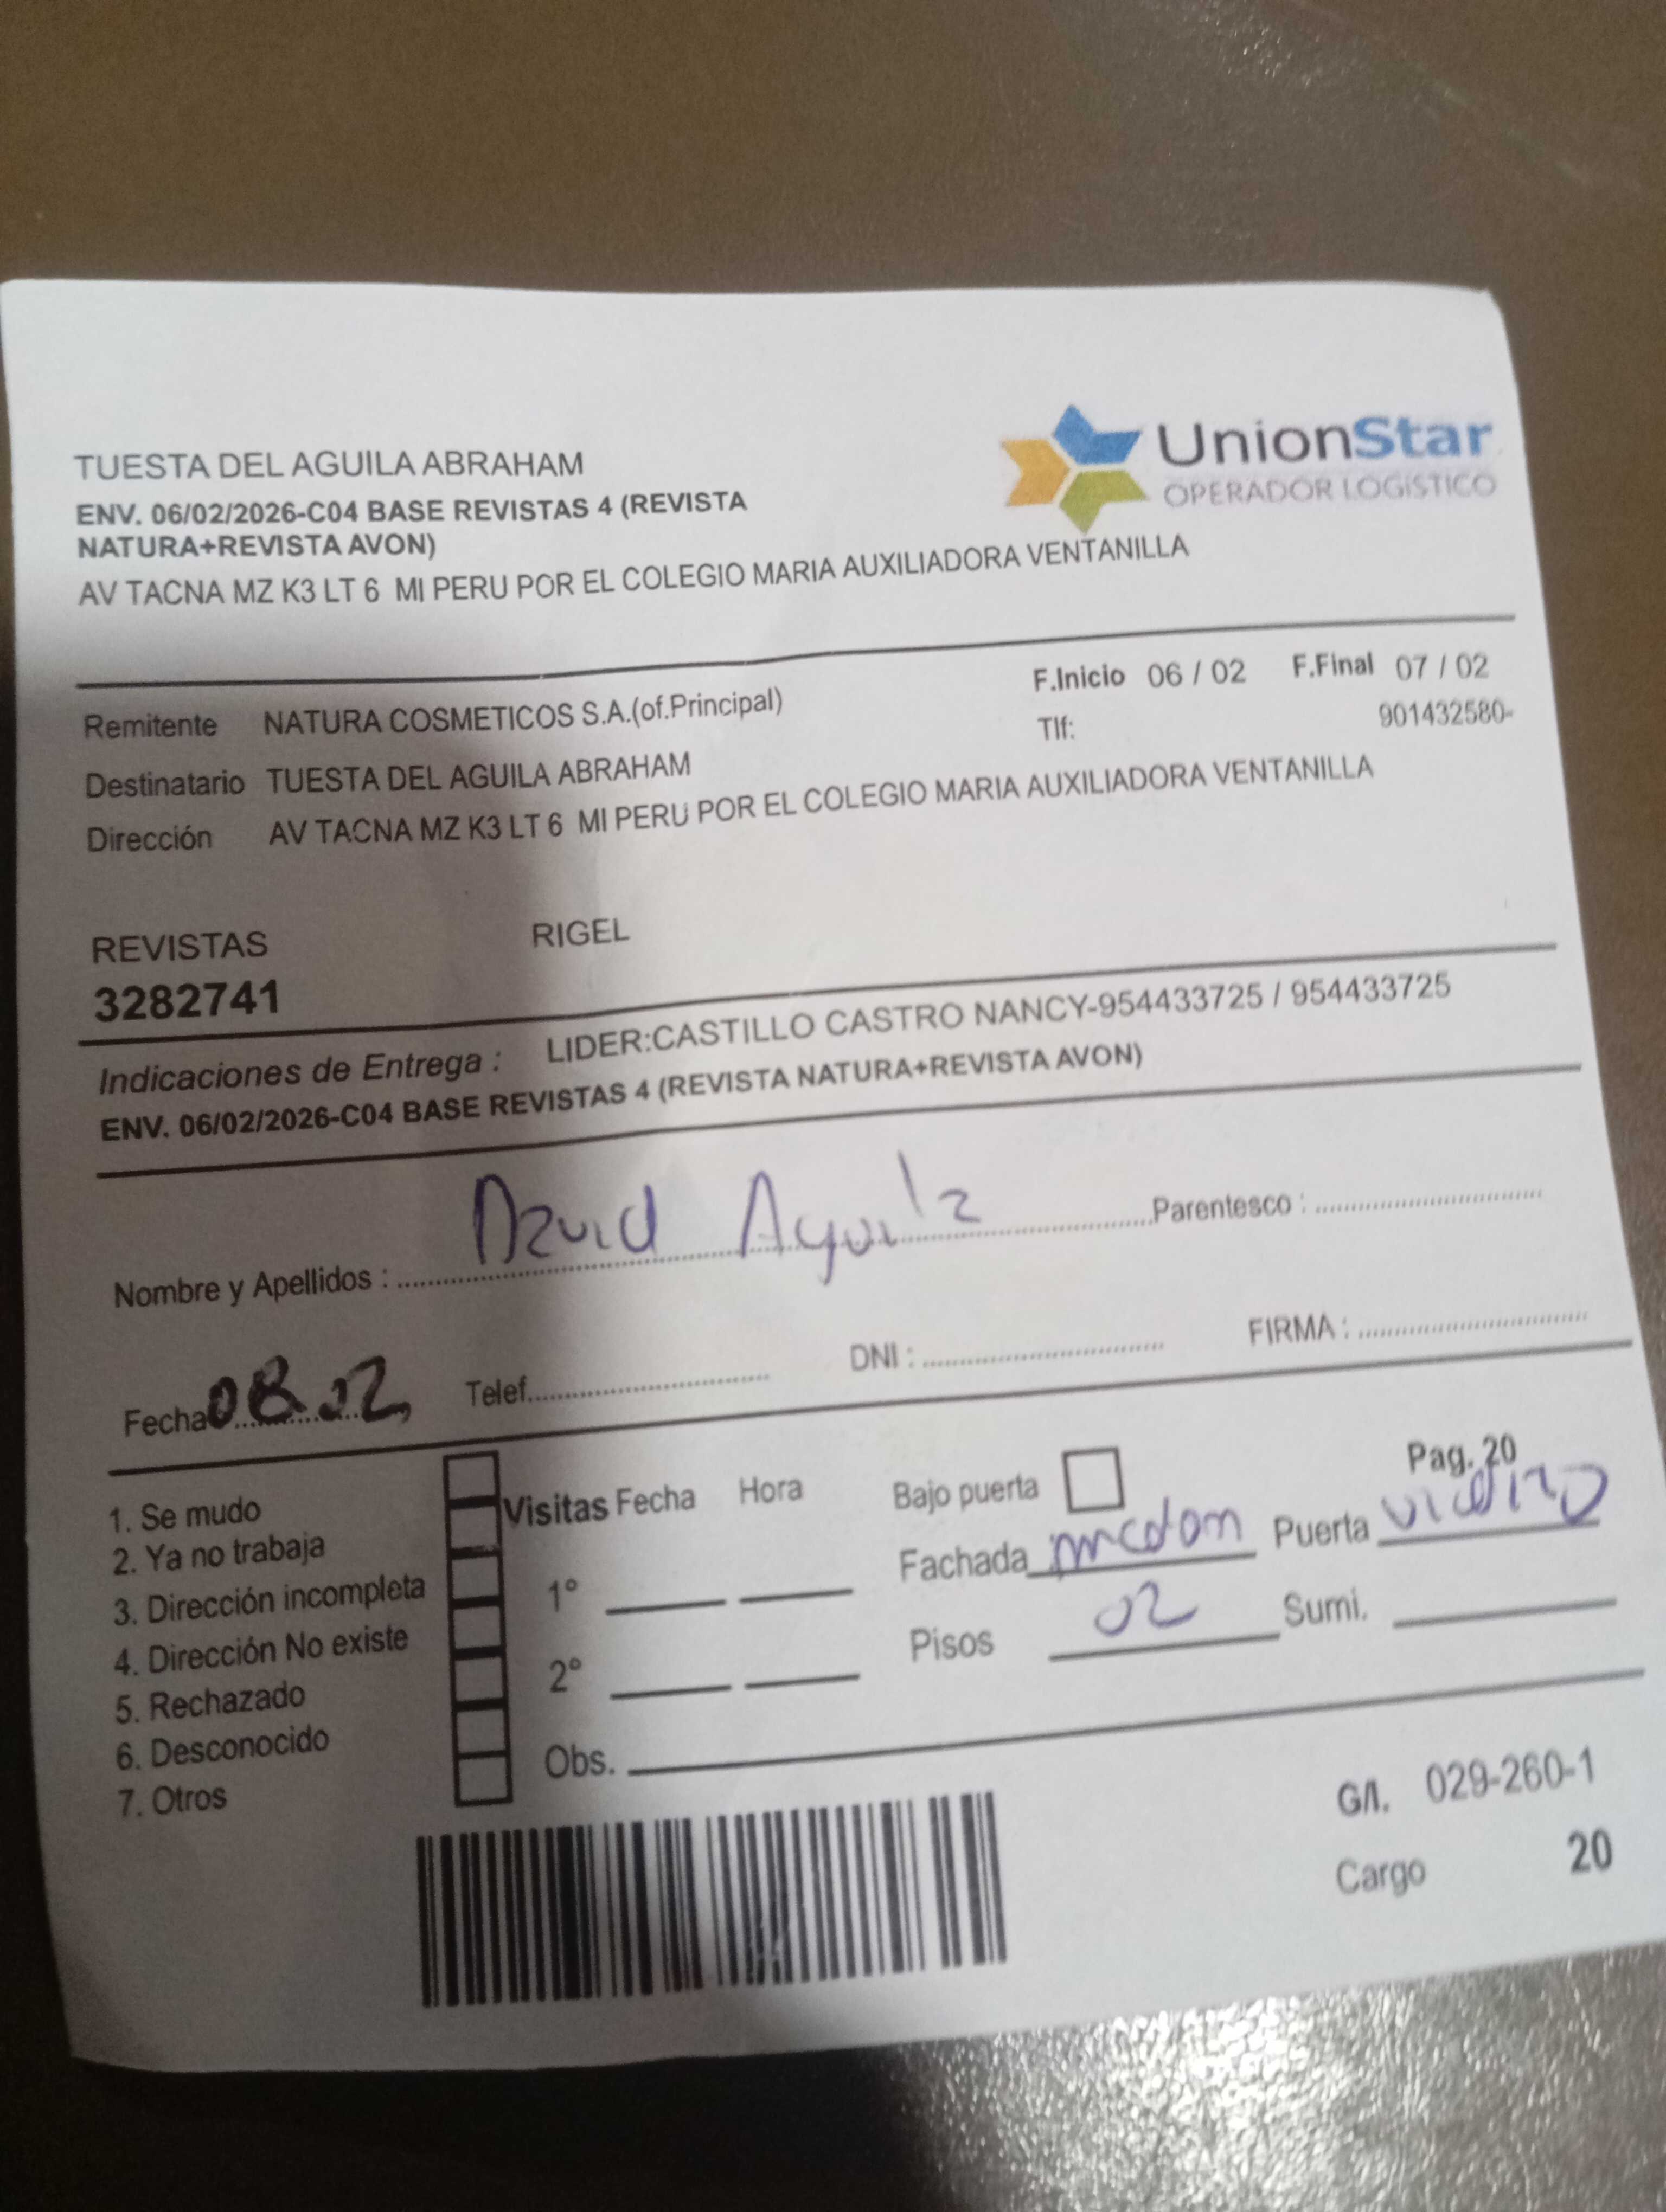 UnionStar
OPERADOR LOGÍSTICO
TUESTA DEL AGUILA ABRAHAM
ENV. 06/02/2026-C04 BASE REVISTAS 4 (REVISTA
NATURA+REVISTA AVON)
AV TACNA MZ K3 LT 6 MI PERU POR EL COLEGIO MARIA AUXILIADORA VENTANILLA
Remitente NATURA COSMETICOS S.A.(of.Principal) F.Inicio 06 / 02 F.Final 07 / 02
Tlf: 901432580-
Destinatario TUESTA DEL AGUILA ABRAHAM
Dirección AV TACNA MZ K3 LT 6 MI PERU POR EL COLEGIO MARIA AUXILIADORA VENTANILLA
REVISTAS RIGEL
3282741
Indicaciones de Entrega : LIDER:CASTILLO CASTRO NANCY-954433725 / 954433725
ENV. 06/02/2026-C04 BASE REVISTAS 4 (REVISTA NATURA+REVISTA AVON)
Nombre y Apellidos : David Aguila Parentesco :
Fecha 08.02 Telef. DNI : FIRMA :
Pag. 20
1. Se mudo Visitas Fecha Hora Bajo puerta
2. Ya no trabaja Fachada Puerta
3. Dirección incompleta 1°
4. Dirección No existe Pisos 02 Sumi.
5. Rechazado 2°
6. Desconocido Obs.
7. Otros
G/I. 029-260-1
Cargo 20